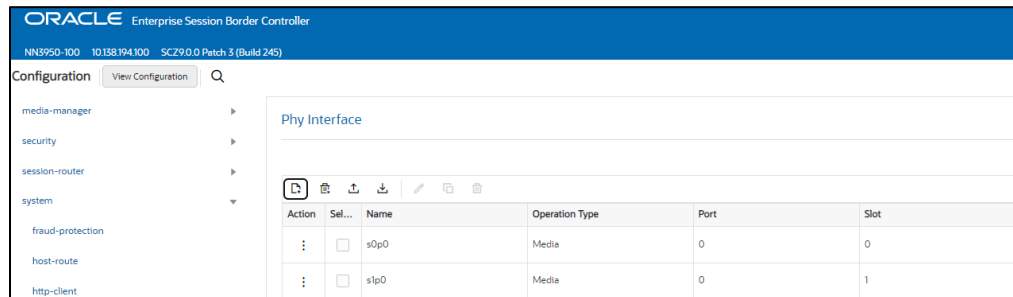 ORACLE Enterprise Session Border Controller
NN3950-100 10.138.194.100 SCZ9.0.0 Patch 3 (Build 245)
Configuration View Configuration
media-manager
security
session-router
system
fraud-protection
host-route
http-client
Phy Interface
Action Sel... Name Operation Type Port Slot
s0p0 Media 0 0
s1p0 Media 0 1